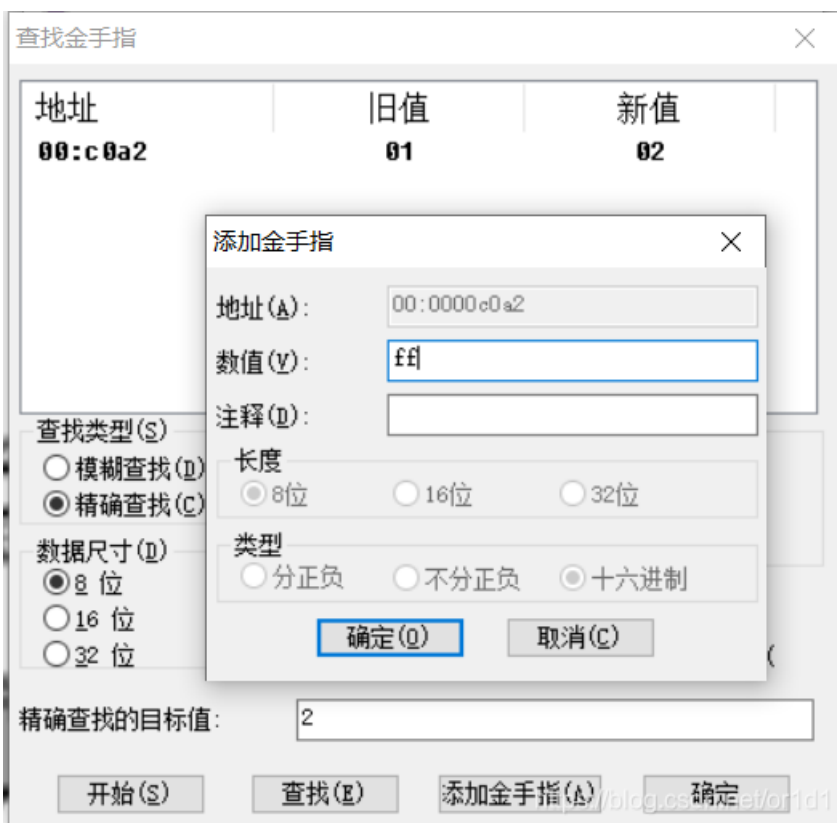 查找金手指
地址 旧值 新值
00:c0a2 01 02
添加金手指
地址(A): 00:0000c0a2
数值(V): ff
注释(D):
长度
8位 16位 32位
类型
分正负 不分正负 十六进制
确定(O) 取消(C)
查找类型(S)
模糊查找(D)
精确查找(C)
数据尺寸(D)
8 位
16 位
32 位
(
精确查找的目标值: 2
开始(S) 查找(E) 添加金手指(A) 确定
https://blog.csdn.net/or1d1